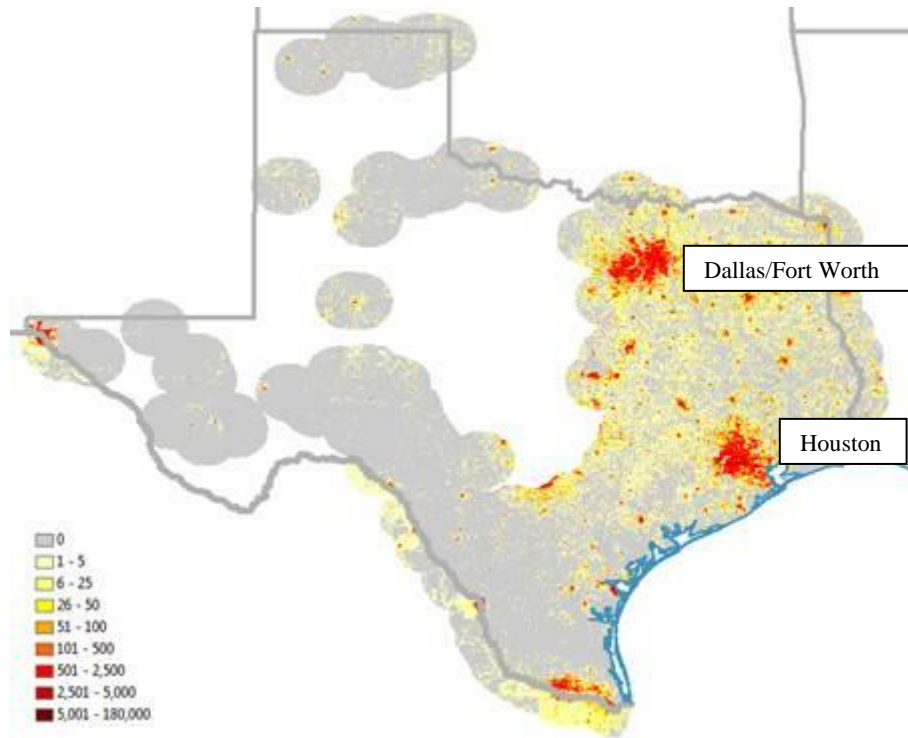 Dallas/Fort Worth
Houston
0
1 - 5
6 - 25
26 - 50
51 - 100
101 - 500
501 - 2,500
2,501 - 5,000
5,001 - 180,000